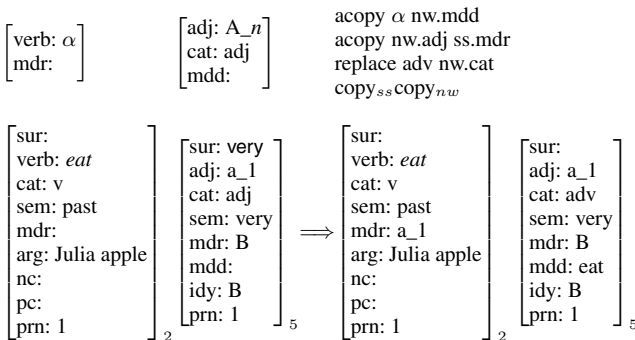 verb: α
mdr:
adj: A_n
cat: adj
mdd:
acopy α nw.mdd
acopy nw.adj ss.mdr
replace adv nw.cat
copyₛₛcopyₙw
sur:
verb: eat
cat: v
sem: past
mdr:
arg: Julia apple
nc:
pc:
prn: 1
2
sur: very
adj: a_1
cat: adj
sem: very
mdr: B
mdd:
idy: B
prn: 1
5
⟹
sur:
verb: eat
cat: v
sem: past
mdr: a_1
arg: Julia apple
nc:
pc:
prn: 1
2
sur:
adj: a_1
cat: adv
sem: very
mdr: B
mdd: eat
idy: B
prn: 1
5